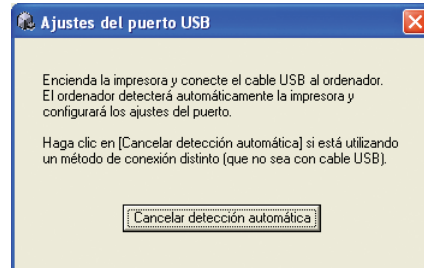 Ajustes del puerto USB
Encienda la impresora y conecte el cable USB al ordenador.
El ordenador detecterá automáticamente la impresora y
configurará los ajustes del puerto.
Haga clic en [Cancelar detección automática] si está utilizando
un método de conexión distinto (que no sea con cable USB).
Cancelar detección automática